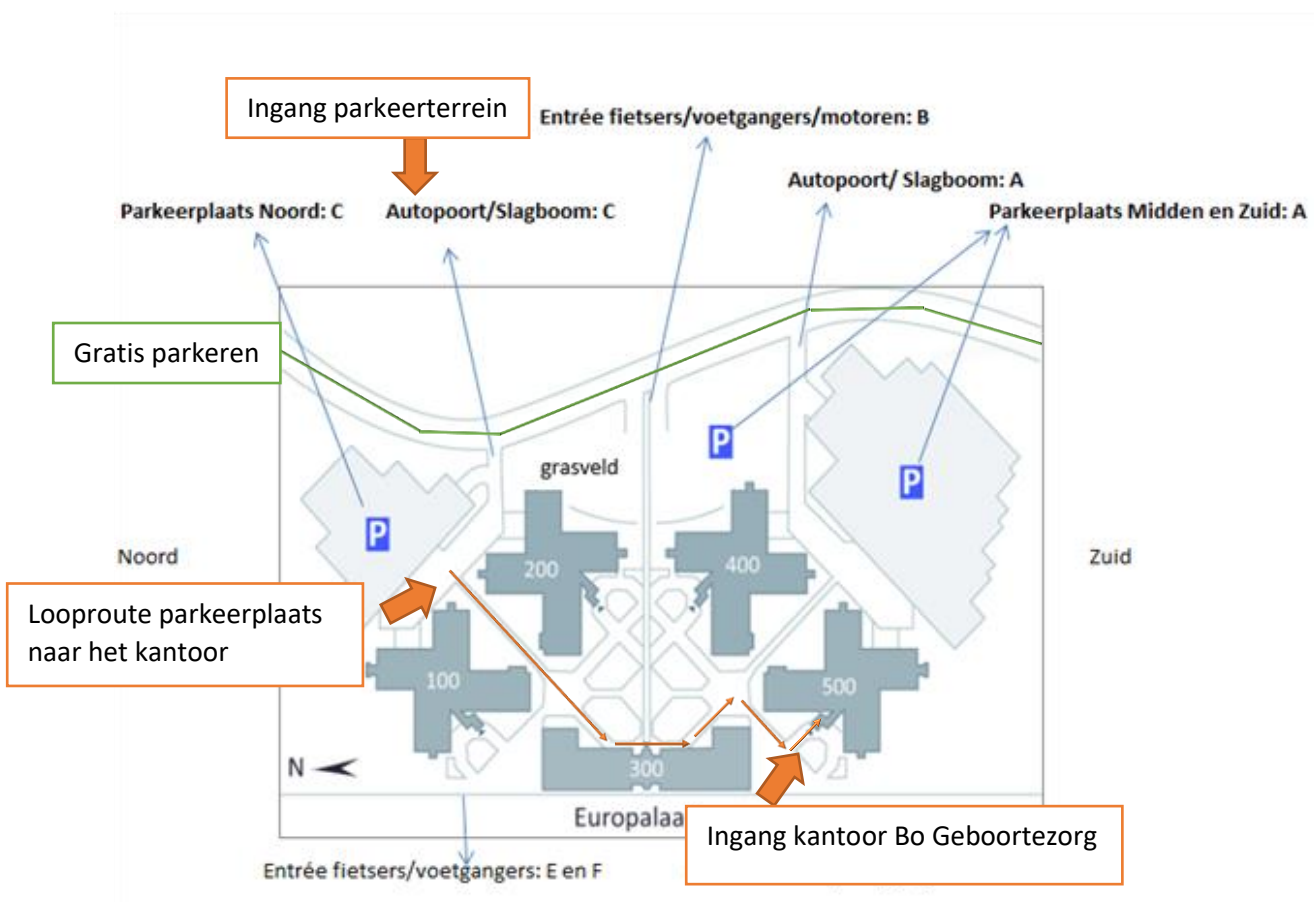 Ingang parkeerterrein
Entrée fietsers/voetgangers/motoren: B
Autopoort/ Slagboom: A
Parkeerplaats Noord: C
Autopoort/Slagboom: C
Parkeerplaats Midden en Zuid: A
Gratis parkeren
P
grasveld
P
P
Noord
200
400
Zuid
Looproute parkeerplaats
naar het kantoor
100
500
N
300
Europalaa
Ingang kantoor Bo Geboortezorg
Entrée fietsers/voetgangers: E en F